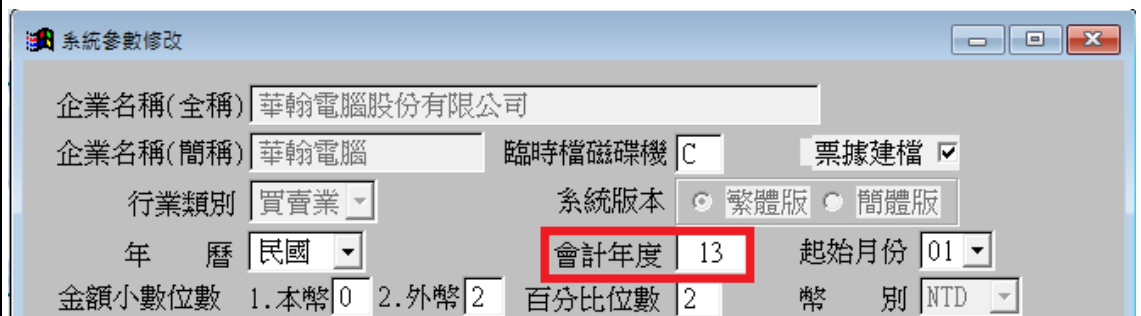 系統參數修改
企業名稱(全稱) 華翰電腦股份有限公司
企業名稱(簡稱) 華翰電腦 臨時檔磁碟機 C 票據建檔
行業類別 買賣業 系統版本 繁體版 簡體版
年 曆 民國 會計年度 13 起始月份 01
金額小數位數 1.本幣 0 2.外幣 2 百分比位數 2 幣 別 NTD